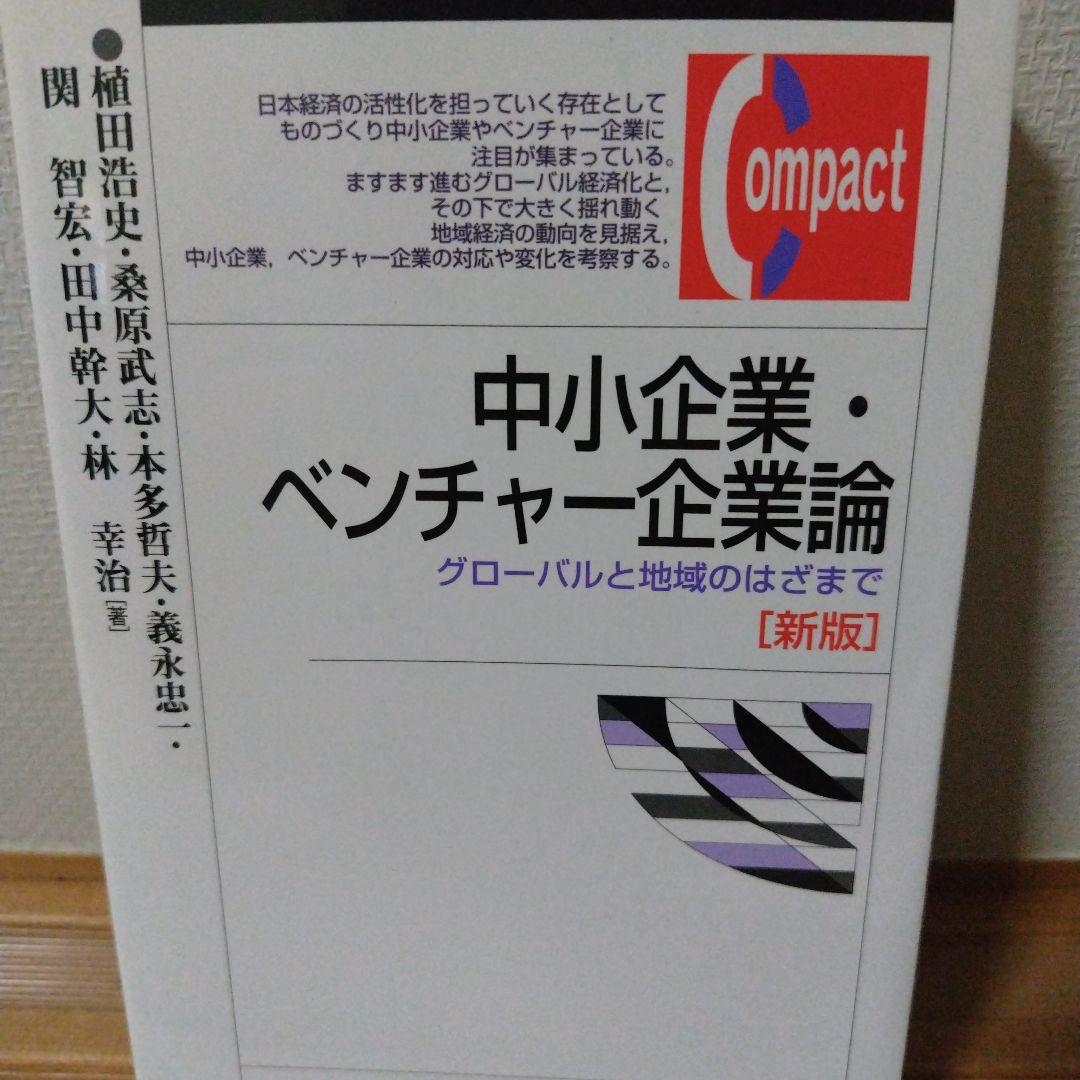 ●植田浩史・桑原武志・本多哲夫・義永忠一・
関 智宏・田中幹大・林 幸治[著]
日本経済の活性化を担っていく存在として
ものづくり中小企業やベンチャー企業に
注目が集まっている。
ますます進むグローバル経済化と,
その下で大きく揺れ動く
地域経済の動向を見据え,
中小企業,ベンチャー企業の対応や変化を考察する。
Compact
中小企業・
ベンチャー企業論
グローバルと地域のはざまで
[新版]